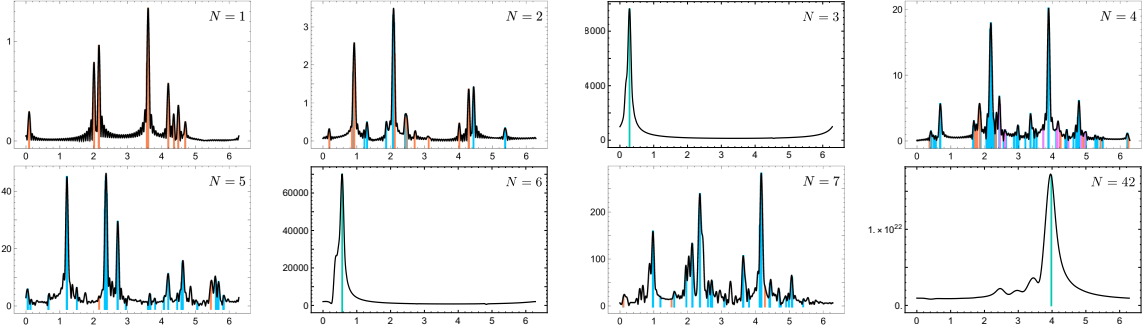 N = 1
1
0
0 1 2 3 4 5 6
N = 2
3
2
1
0
0 1 2 3 4 5 6
N = 3
8000
4000
0
0 1 2 3 4 5 6
N = 4
20
10
0
0 1 2 3 4 5 6
N = 5
40
20
0
0 1 2 3 4 5 6
N = 6
70000
60000
40000
20000
0
0 1 2 3 4 5 6
N = 7
200
100
0
0 1 2 3 4 5 6
N = 42
1. × 10²²
0.
0 1 2 3 4 5 6